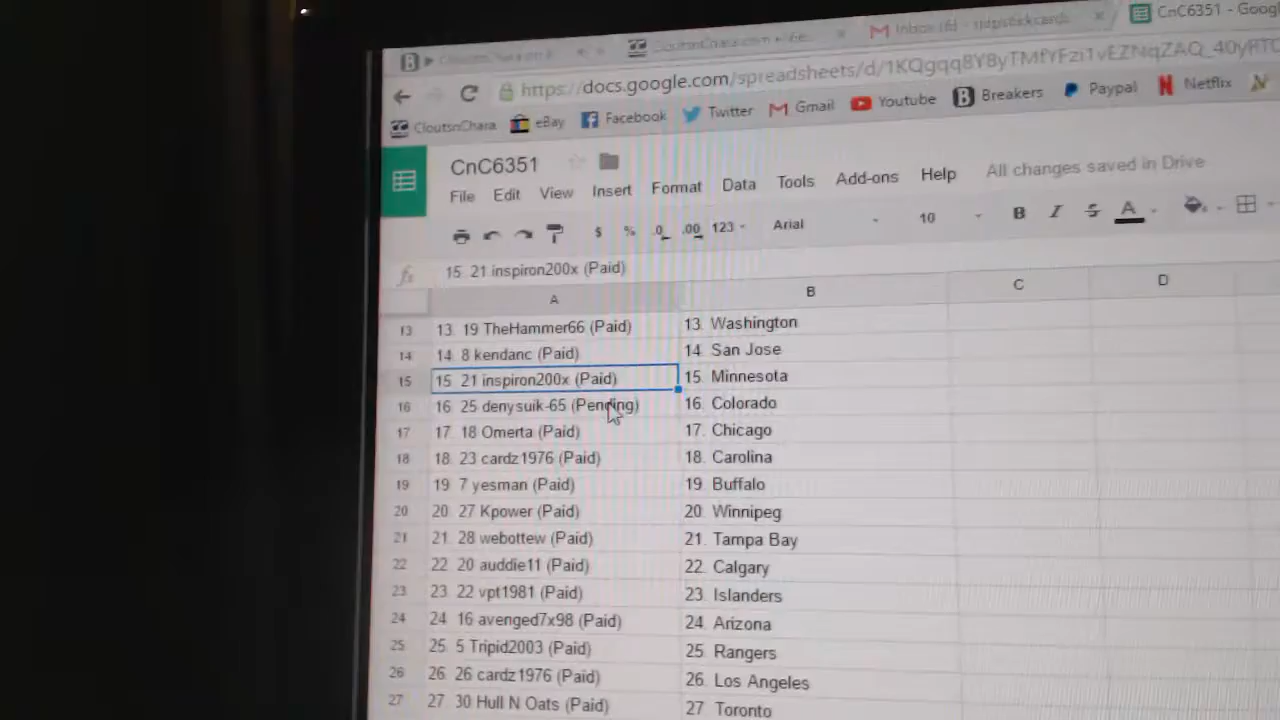 CnC6351 - Goog
https://docs.google.com/spreadsheets/d/
CloutsnChara eBay Facebook Twitter Gmail Youtube Breakers Paypal Netflix
CnC6351
File Edit View Insert Format Data Tools Add-ons Help All changes saved in Drive
$ % .0 .00 123 Arial 10 B I S A
fx 15 21 inspiron200x (Paid)
A B C D
13 13. 19 TheHammer66 (Paid) 13. Washington
14 14. 8 kendanc (Paid) 14. San Jose
15 15. 21 inspiron200x (Paid) 15. Minnesota
16 16. 25 denysuik-65 (Pending) 16. Colorado
17 17. 18 Omerta (Paid) 17. Chicago
18 18. 23 cardz1976 (Paid) 18. Carolina
19 19. 7 yesman (Paid) 19. Buffalo
20 20. 27 Kpower (Paid) 20. Winnipeg
21 21. 28 webottew (Paid) 21. Tampa Bay
22 22. 20 auddie11 (Paid) 22. Calgary
23 23. 22 vpt1981 (Paid) 23. Islanders
24 24. 16 avenged7x98 (Paid) 24. Arizona
25 25. 5 Tripid2003 (Paid) 25. Rangers
26 26. 26 cardz1976 (Paid) 26. Los Angeles
27 27. 30 Hull N Oats (Paid) 27. Toronto